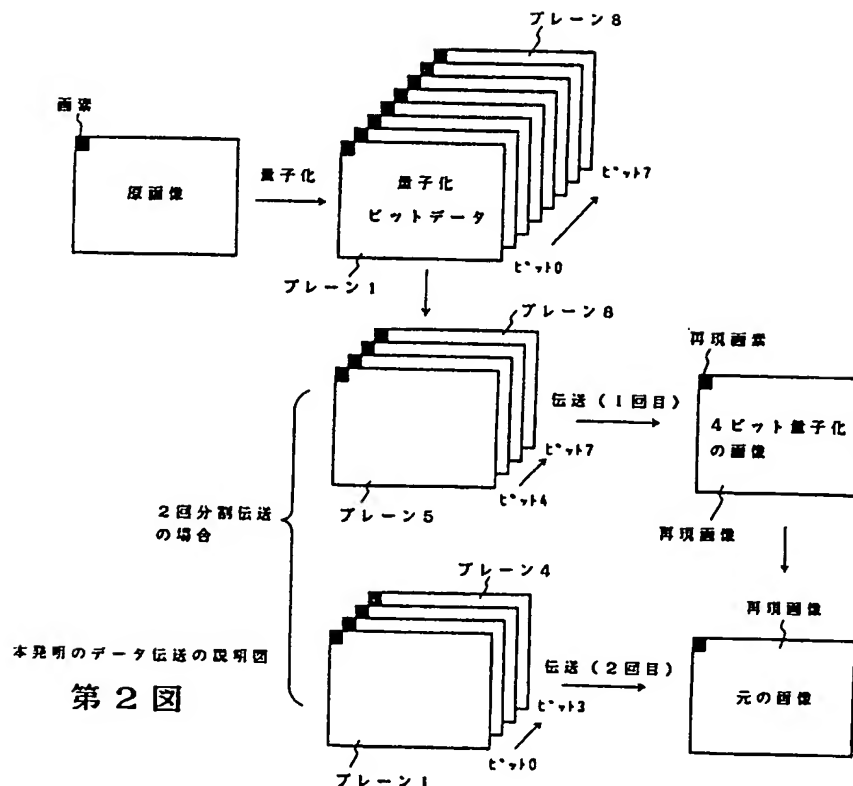 プレーン8
画素
原画像
量子化
量子化
ビットデータ
ビット7
ビット0
プレーン1
プレーン8
再現画素
伝送(1回目)
4ビット量子化
の画像
ビット7
ビット4
プレーン5
再現画像
2回分割伝送
の場合
プレーン4
再現画像
本発明のデータ伝送の説明図
第2図
伝送(2回目)
元の画像
ビット3
ビット0
プレーン1